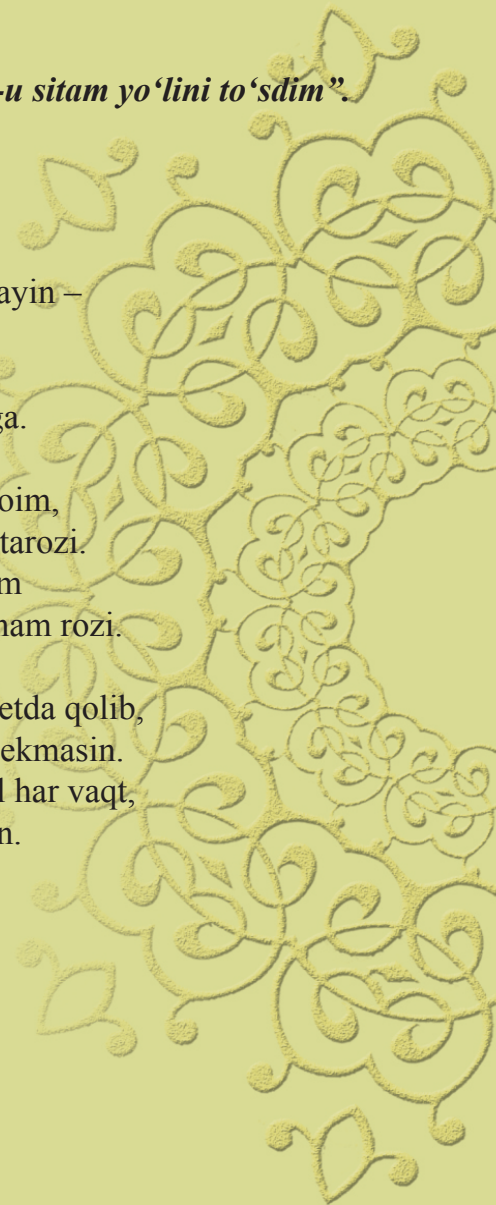 -u sitam yo‘lini to‘sdim”.
ayin –
ga.
oim,
tarozi.
m
ham rozi.
etda qolib,
ekmasin.
l har vaqt,
n.